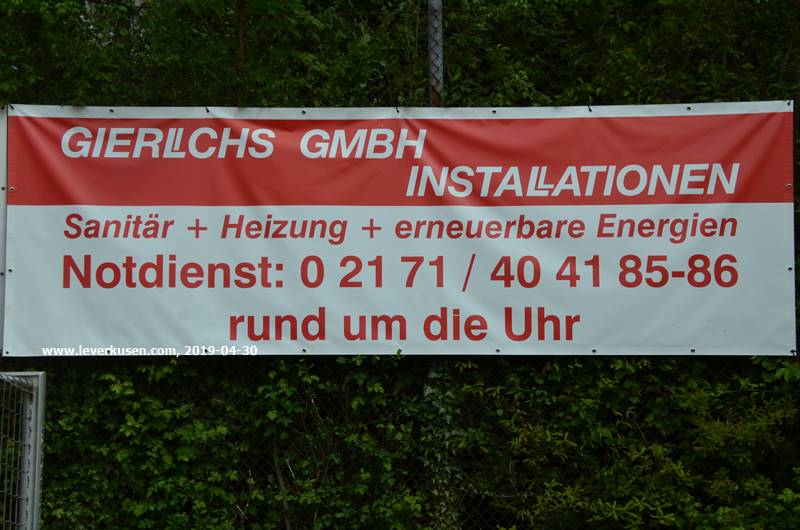 GIERLICHS GMBH
INSTALLATIONEN
Sanitär + Heizung + erneuerbare Energien
Notdienst: 0 21 71 / 40 41 85-86
rund um die Uhr
www.leverkusen.com, 2019-04-30